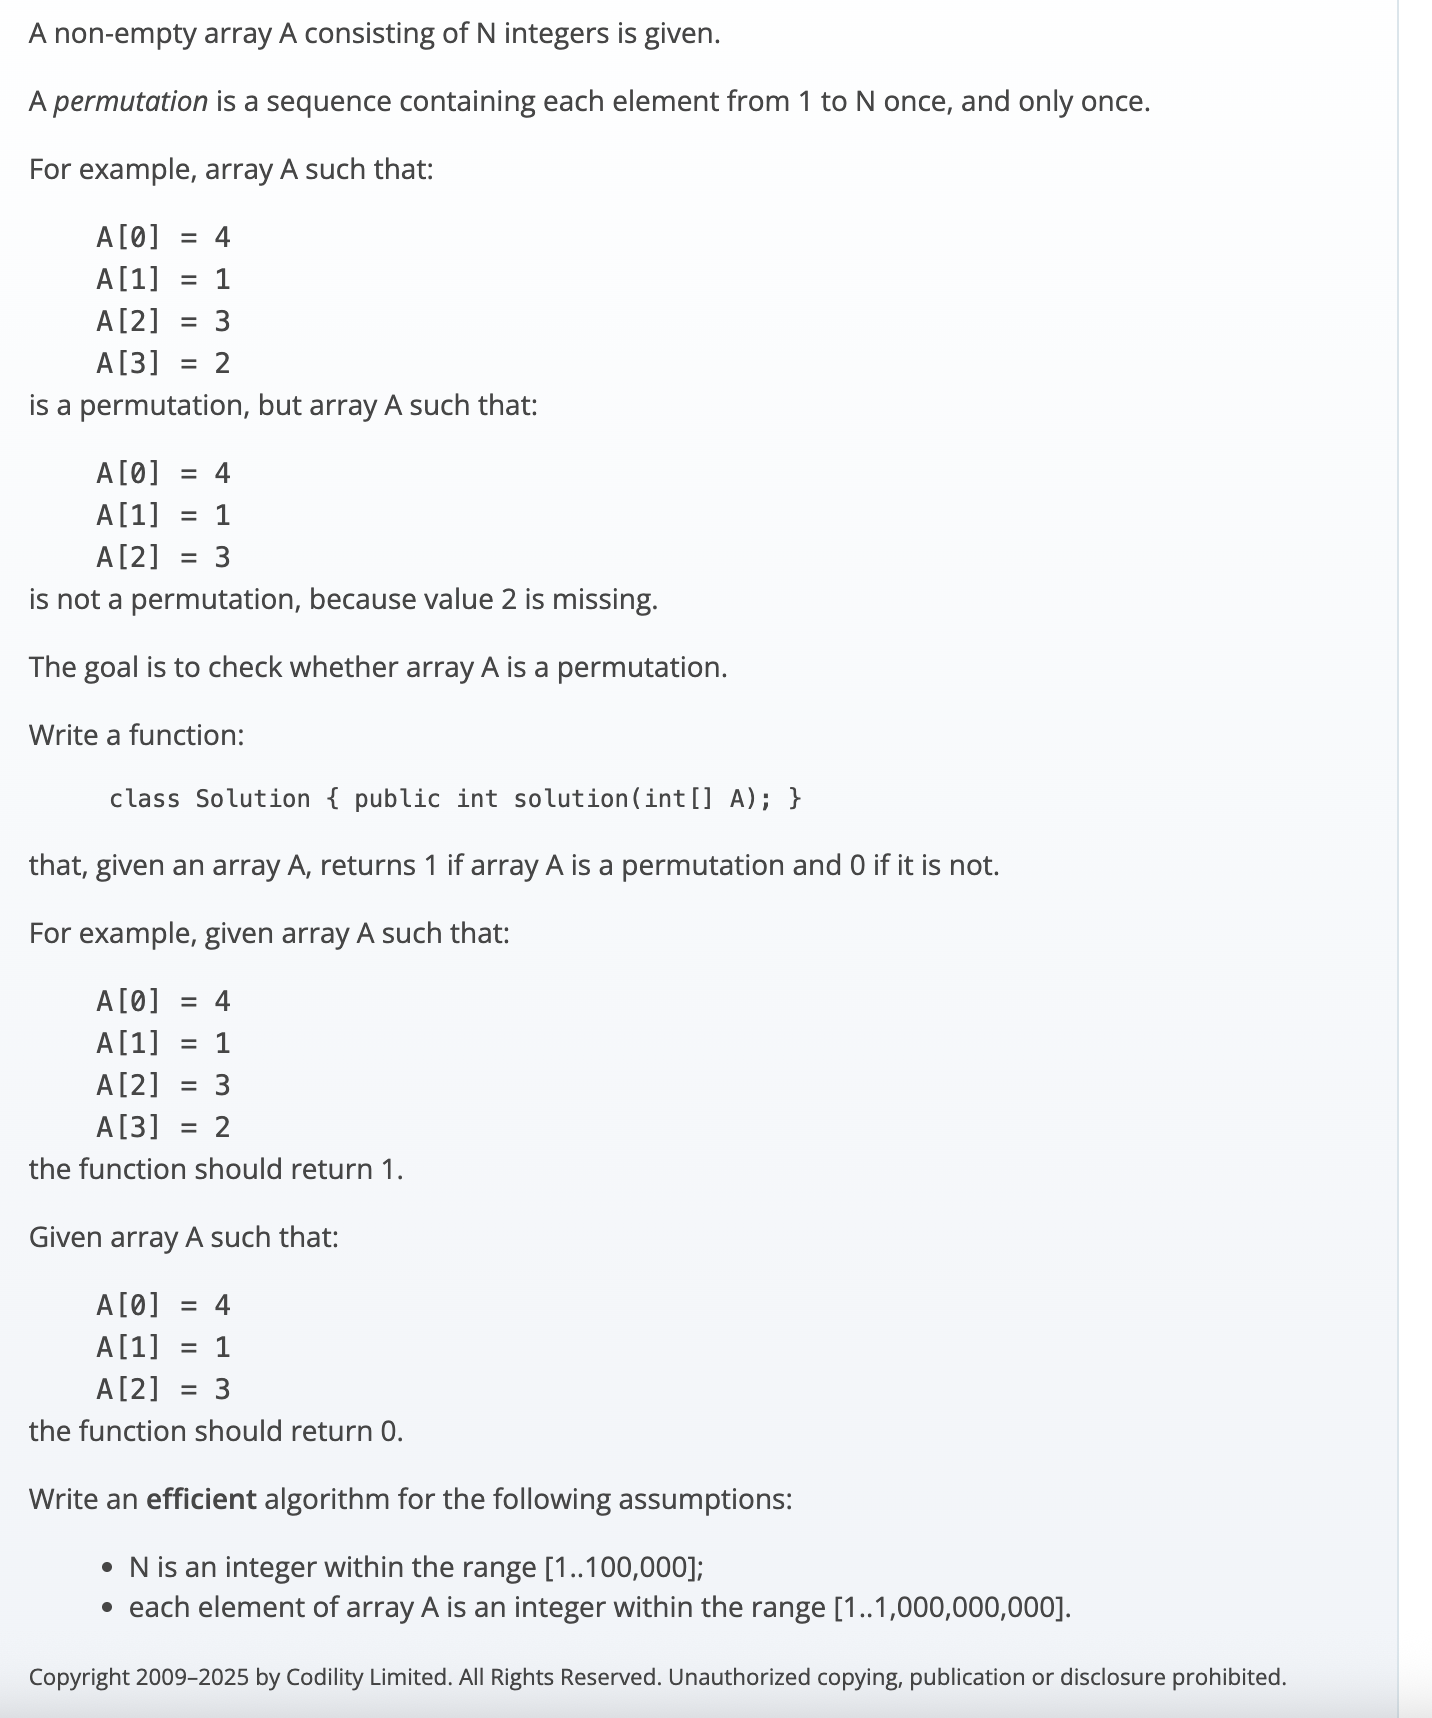 A non-empty array A consisting of N integers is given.
A permutation is a sequence containing each element from 1 to N once, and only once.
For example, array A such that:
A[0] = 4
A[1] = 1
A[2] = 3
A[3] = 2
is a permutation, but array A such that:
A[0] = 4
A[1] = 1
A[2] = 3
is not a permutation, because value 2 is missing.
The goal is to check whether array A is a permutation.
Write a function:
class Solution { public int solution(int[] A); }
that, given an array A, returns 1 if array A is a permutation and 0 if it is not.
For example, given array A such that:
A[0] = 4
A[1] = 1
A[2] = 3
A[3] = 2
the function should return 1.
Given array A such that:
A[0] = 4
A[1] = 1
A[2] = 3
the function should return 0.
Write an efficient algorithm for the following assumptions:
• N is an integer within the range [1..100,000];
• each element of array A is an integer within the range [1..1,000,000,000].
Copyright 2009–2025 by Codility Limited. All Rights Reserved. Unauthorized copying, publication or disclosure prohibited.